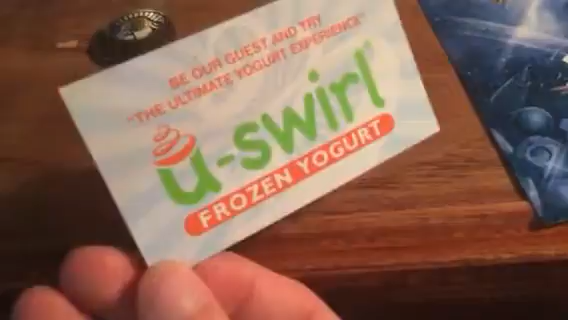 BE OUR GUEST AND TRY
"THE ULTIMATE YOGURT EXPERIENCE"
u-swirl
FROZEN YOGURT